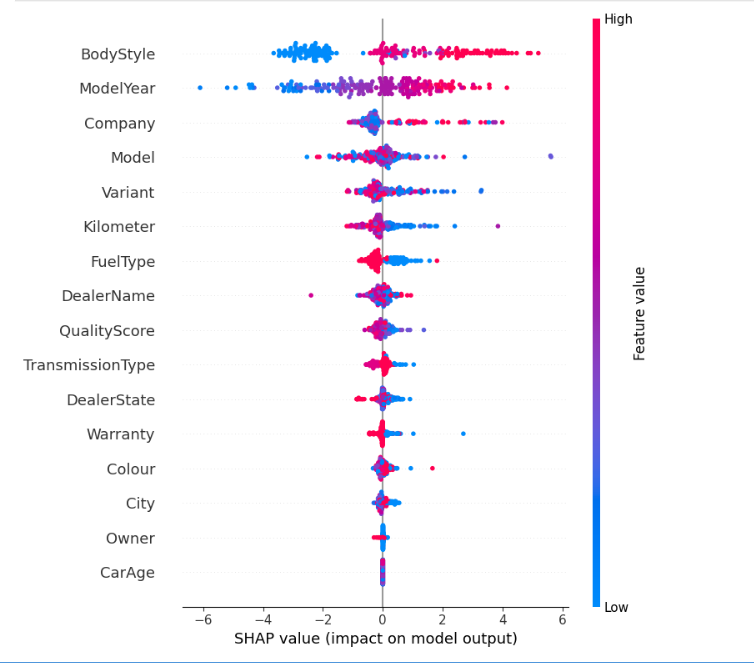 High
BodyStyle
ModelYear
Company
Model
Variant
Kilometer
FuelType
DealerName
QualityScore
TransmissionType
DealerState
Warranty
Colour
City
Owner
CarAge
Feature value
Low
−6 −4 −2 0 2 4 6
SHAP value (impact on model output)